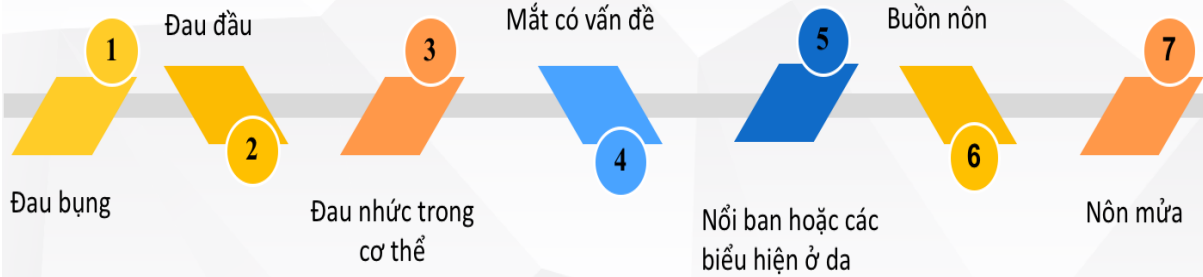 1
Đau bụng
Đau đầu
2
3
Đau nhức trong
cơ thể
Mắt có vấn đề
4
5
Nổi ban hoặc các
biểu hiện ở da
Buồn nôn
6
7
Nôn mửa